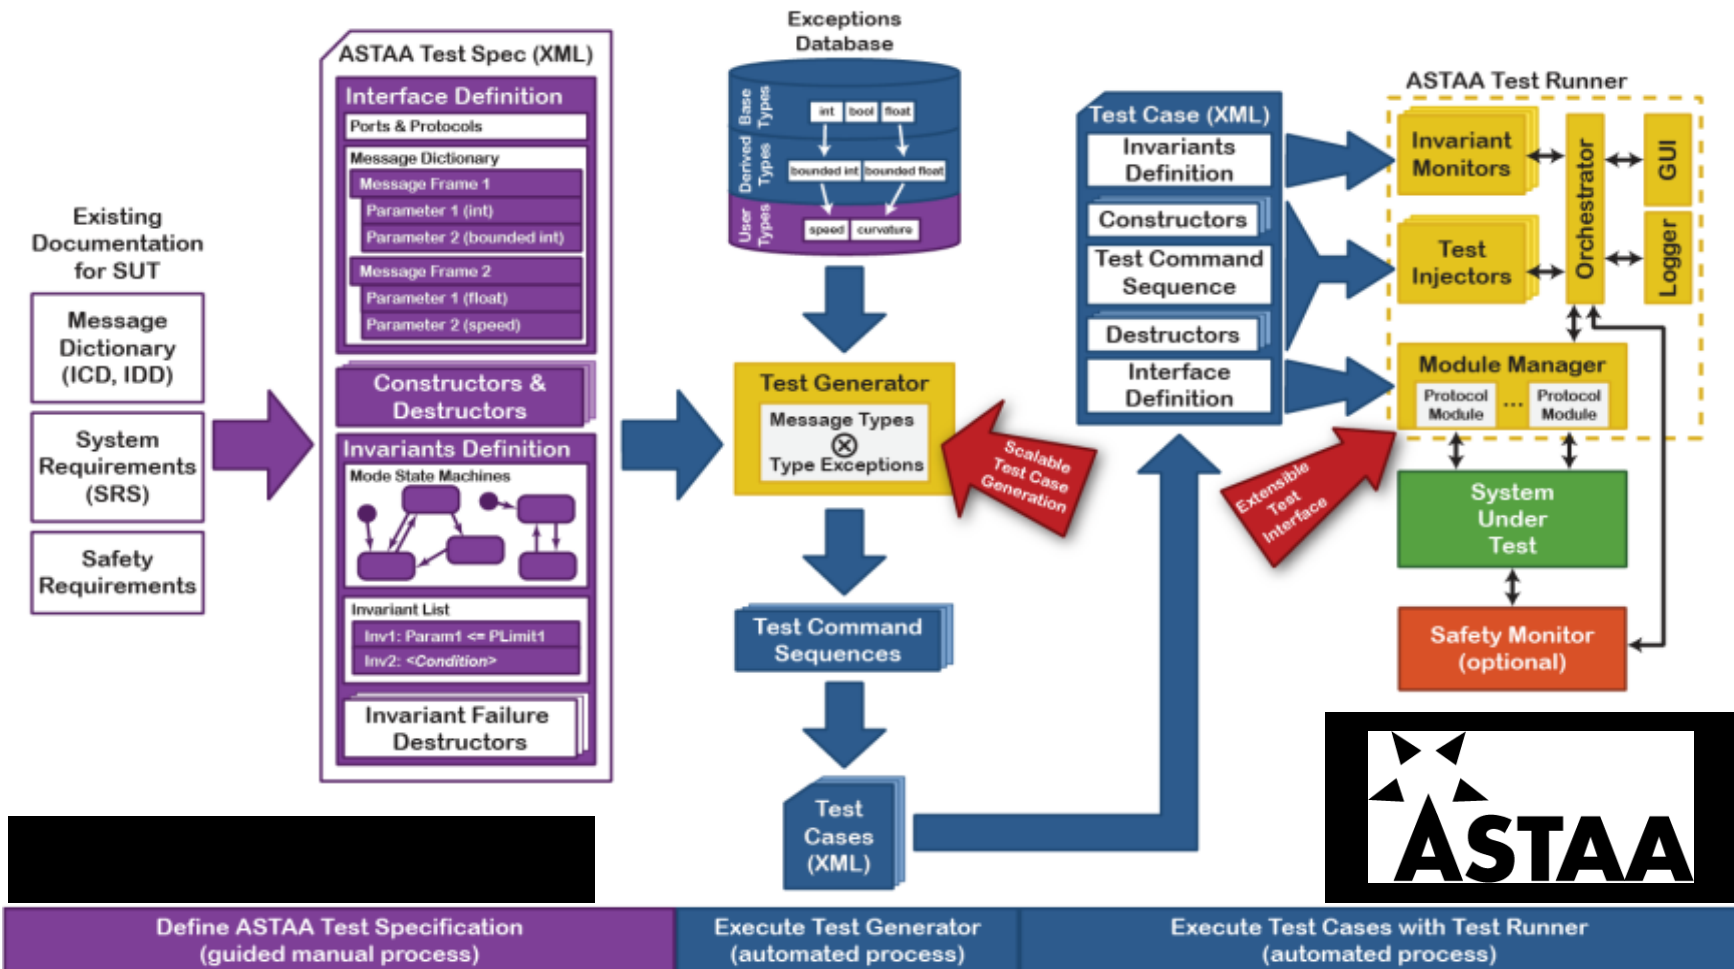 Existing
Documentation
for SUT
Message
Dictionary
(ICD, IDD)
System
Requirements
(SRS)
Safety
Requirements
ASTAA Test Spec (XML)
Interface Definition
Ports & Protocols
Message Dictionary
Message Frame 1
Parameter 1 (int)
Parameter 2 (bounded int)
Message Frame 2
Parameter 1 (float)
Parameter 2 (speed)
Constructors &
Destructors
Invariants Definition
Mode State Machines
Invariant List
Inv1: Param1 <= PLimit1
Inv2: <Condition>
Invariant Failure
Destructors
Exceptions
Database
Base
Types
int bool float
Derived
Types
bounded int bounded float
User
Types
speed curvature
Test Generator
Message Types
⊗
Type Exceptions
Scalable
Test Case
Generation
Test Command
Sequences
Test
Cases
(XML)
Test Case (XML)
Invariants
Definition
Constructors
Test Command
Sequence
Destructors
Interface
Definition
Extensible
Test
Interface
ASTAA Test Runner
Invariant
Monitors
Test
Injectors
Orchestrator
GUI
Logger
Module Manager
Protocol
Module
...
Protocol
Module
System
Under
Test
Safety Monitor
(optional)
ASTAA
Define ASTAA Test Specification
(guided manual process)
Execute Test Generator
(automated process)
Execute Test Cases with Test Runner
(automated process)